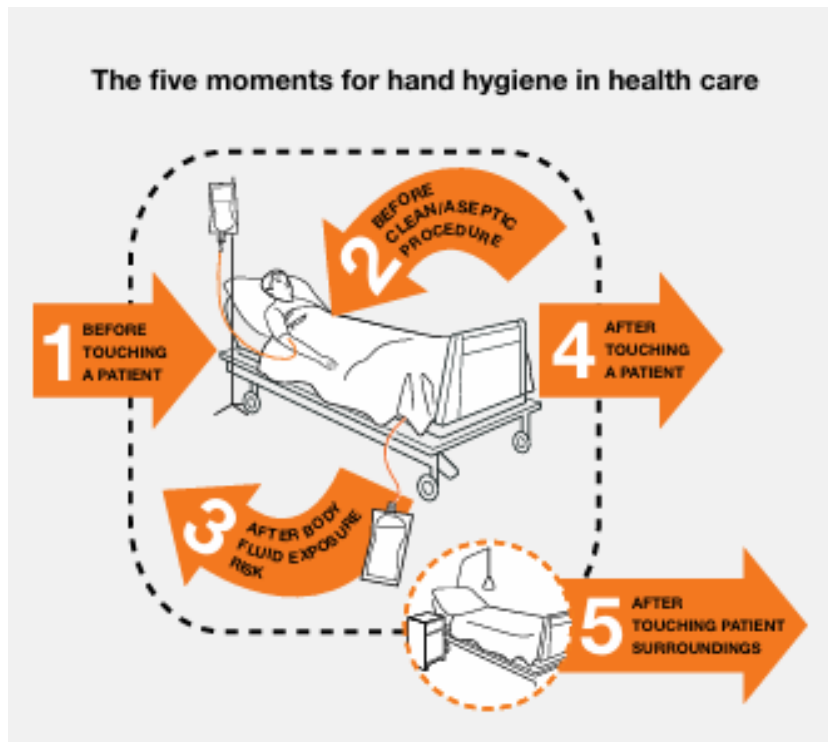 The five moments for hand hygiene in health care
1
BEFORE
TOUCHING
A PATIENT
2
BEFORE
CLEAN/ASEPTIC
PROCEDURE
3
AFTER BODY
FLUID EXPOSURE
RISK
4
AFTER
TOUCHING
A PATIENT
5
AFTER
TOUCHING PATIENT
SURROUNDINGS